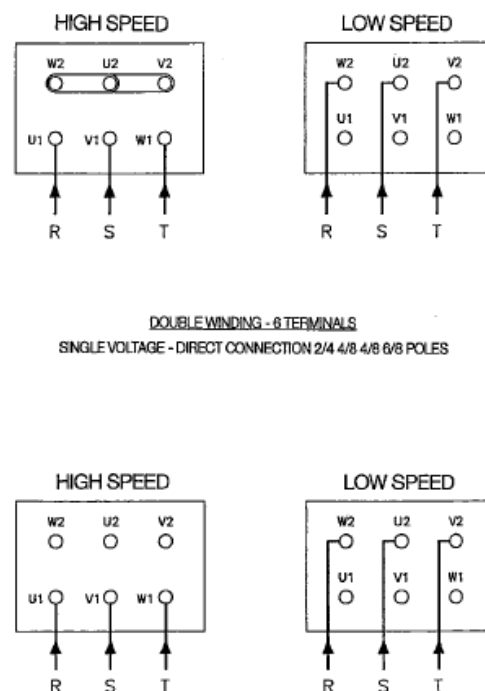 HIGH SPEED LOW SPEED
W2 U2 V2 W2 U2 V2
U1 V1 W1 U1 V1 W1
R S T R S T
DOUBLE WINDING - 6 TERMINALS
SINGLE VOLTAGE - DIRECT CONNECTION 2/4 4/8 4/8 6/8 POLES
HIGH SPEED LOW SPEED
W2 U2 V2 W2 U2 V2
U1 V1 W1 U1 V1 W1
R S T R S T